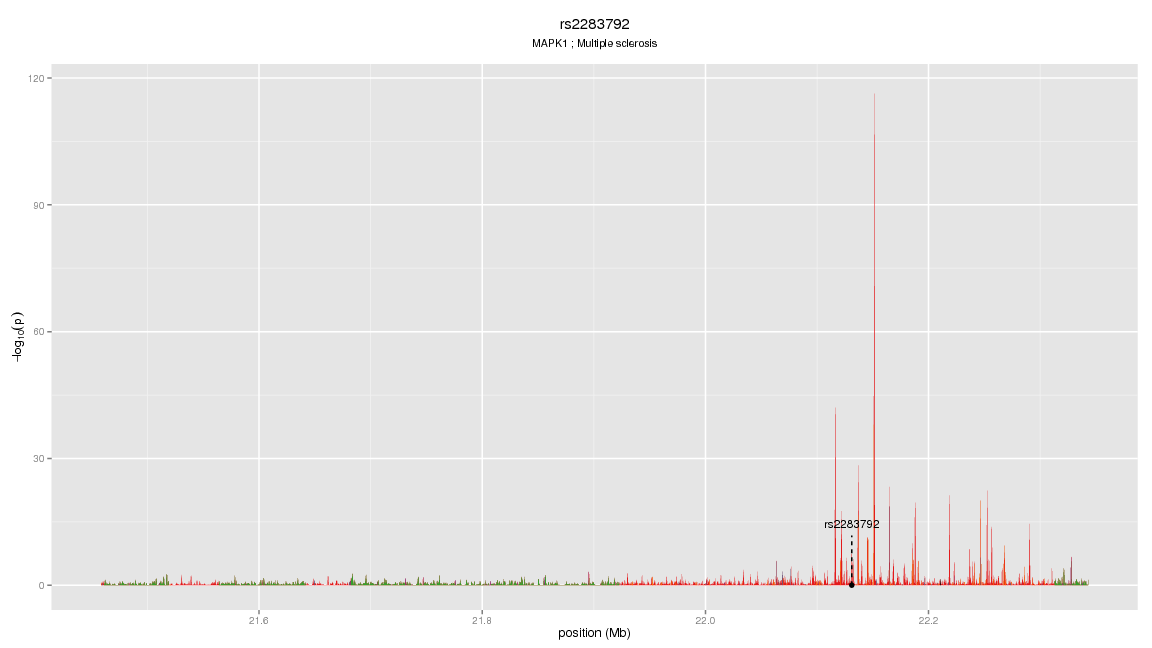 rs2283792
MAPK1 ; Multiple sclerosis
120
90
60
30
0
−log10(p)
rs2283792
21.6 21.8 22.0 22.2
position (Mb)